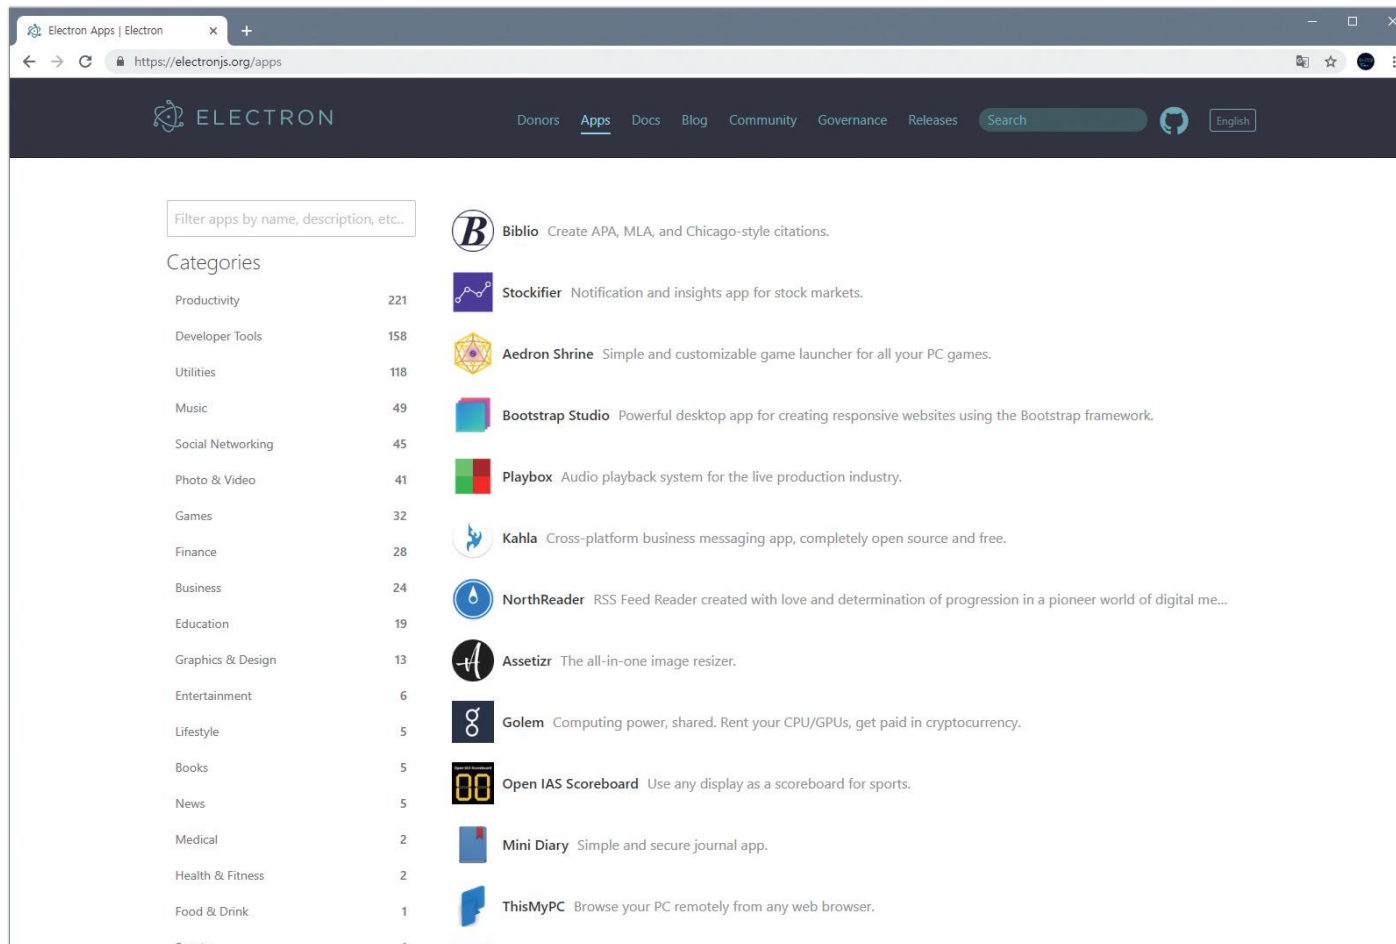 Electron Apps | Electron
https://electronjs.org/apps
ELECTRON
Donors Apps Docs Blog Community Governance Releases Search English
Filter apps by name, description, etc..
Categories
Productivity 221
Developer Tools 158
Utilities 118
Music 49
Social Networking 45
Photo & Video 41
Games 32
Finance 28
Business 24
Education 19
Graphics & Design 13
Entertainment 6
Lifestyle 5
Books 5
News 5
Medical 2
Health & Fitness 2
Food & Drink 1
B
Biblio Create APA, MLA, and Chicago-style citations.
Stockifier Notification and insights app for stock markets.
Aedron Shrine Simple and customizable game launcher for all your PC games.
Bootstrap Studio Powerful desktop app for creating responsive websites using the Bootstrap framework.
Playbox Audio playback system for the live production industry.
Kahla Cross-platform business messaging app, completely open source and free.
NorthReader RSS Feed Reader created with love and determination of progression in a pioneer world of digital me...
Assetizr The all-in-one image resizer.
Golem Computing power, shared. Rent your CPU/GPUs, get paid in cryptocurrency.
00
Open IAS Scoreboard Use any display as a scoreboard for sports.
Mini Diary Simple and secure journal app.
ThisMyPC Browse your PC remotely from any web browser.